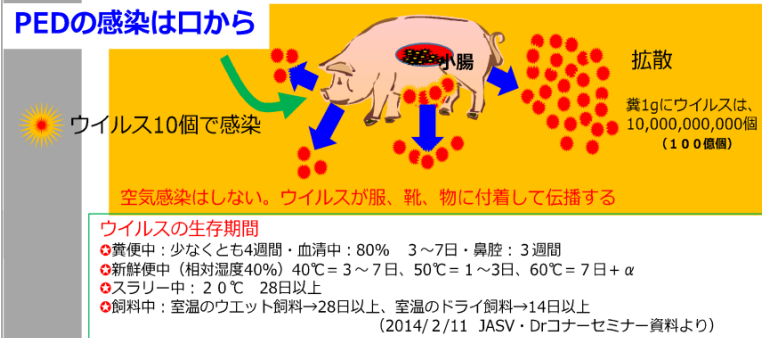 PEDの感染は口から
小腸
拡散
ウイルス10個で感染
糞1gにウイルスは、
10,000,000,000個
（１００億個）
空気感染はしない。ウイルスが服、靴、物に付着して伝播する
ウイルスの生存期間
✪糞便中：少なくとも4週間・血清中：80%　３～7日・鼻腔：３週間
✪新鮮便中（相対湿度40%）40℃＝３～７日、50℃＝１～3日、60℃＝７日＋α
✪スラリー中：２０℃　28日以上
✪飼料中：室温のウエット飼料→28日以上、室温のドライ飼料→14日以上
（2014/２/11　JASV・Drコナーセミナー資料より）